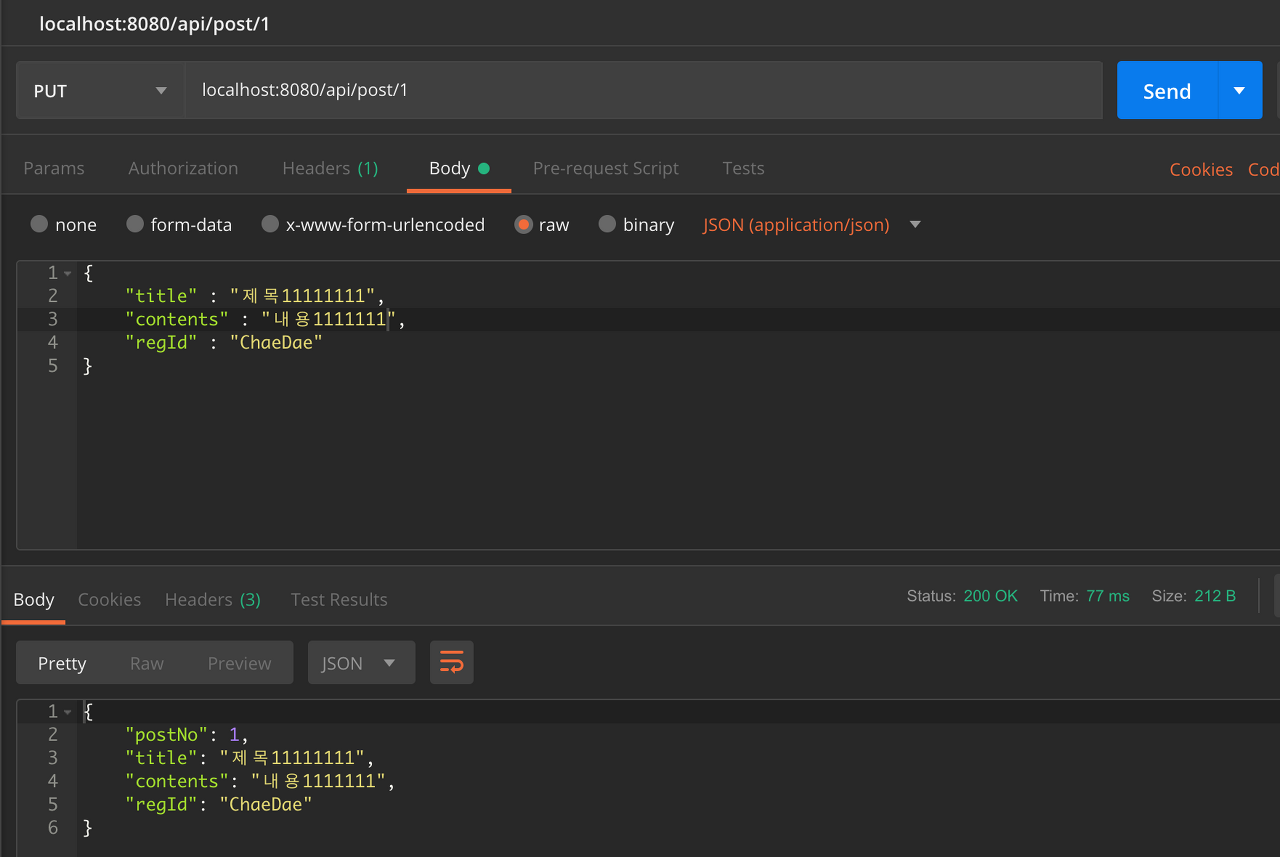 localhost:8080/api/post/1
PUT localhost:8080/api/post/1 Send
Params Authorization Headers (1) Body Pre-request Script Tests Cookies Cod
none form-data x-www-form-urlencoded raw binary JSON (application/json)
1 {
2 "title" : "제목11111111",
3 "contents" : "내용1111111",
4 "regId" : "ChaeDae"
5 }
Body Cookies Headers (3) Test Results Status: 200 OK Time: 77 ms Size: 212 B
Pretty Raw Preview JSON
1 {
2 "postNo": 1,
3 "title": "제목11111111",
4 "contents": "내용1111111",
5 "regId": "ChaeDae"
6 }